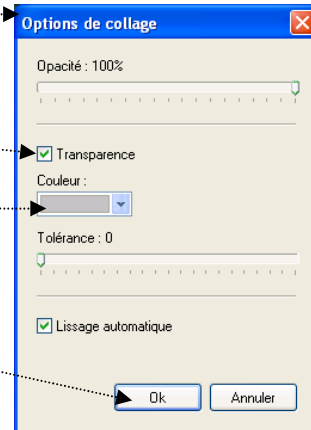 Options de collage
Opacité : 100%
Transparence
Couleur :
Tolérance : 0
Lissage automatique
Ok
Annuler